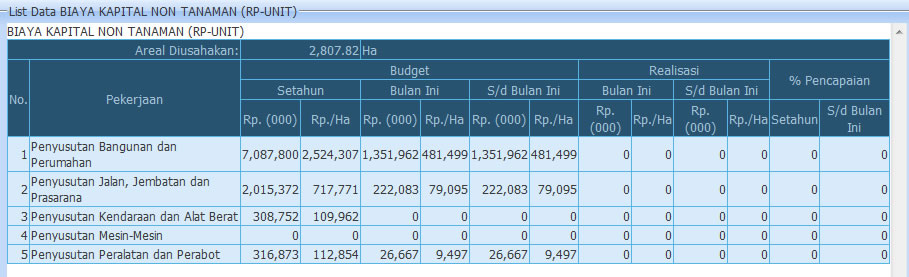 List Data BIAYA KAPITAL NON TANAMAN (RP-UNIT)
BIAYA KAPITAL NON TANAMAN (RP-UNIT)
Areal Diusahakan: 2,807.82 Ha
No. Pekerjaan Budget Realisasi % Pencapaian
Setahun Bulan Ini S/d Bulan Ini Bulan Ini S/d Bulan Ini
Rp. (000) Rp./Ha Rp. (000) Rp./Ha Rp. (000) Rp./Ha Rp. (000) Rp./Ha Rp. (000) Rp./Ha Setahun S/d Bulan Ini
1 Penyusutan Bangunan dan Perumahan 7,087,800 2,524,307 1,351,962 481,499 1,351,962 481,499 0 0 0 0 0 0
2 Penyusutan Jalan, Jembatan dan Prasarana 2,015,372 717,771 222,083 79,095 222,083 79,095 0 0 0 0 0 0
3 Penyusutan Kendaraan dan Alat Berat 308,752 109,962 0 0 0 0 0 0 0 0 0 0
4 Penyusutan Mesin-Mesin 0 0 0 0 0 0 0 0 0 0 0 0
5 Penyusutan Peralatan dan Perabot 316,873 112,854 26,667 9,497 26,667 9,497 0 0 0 0 0 0